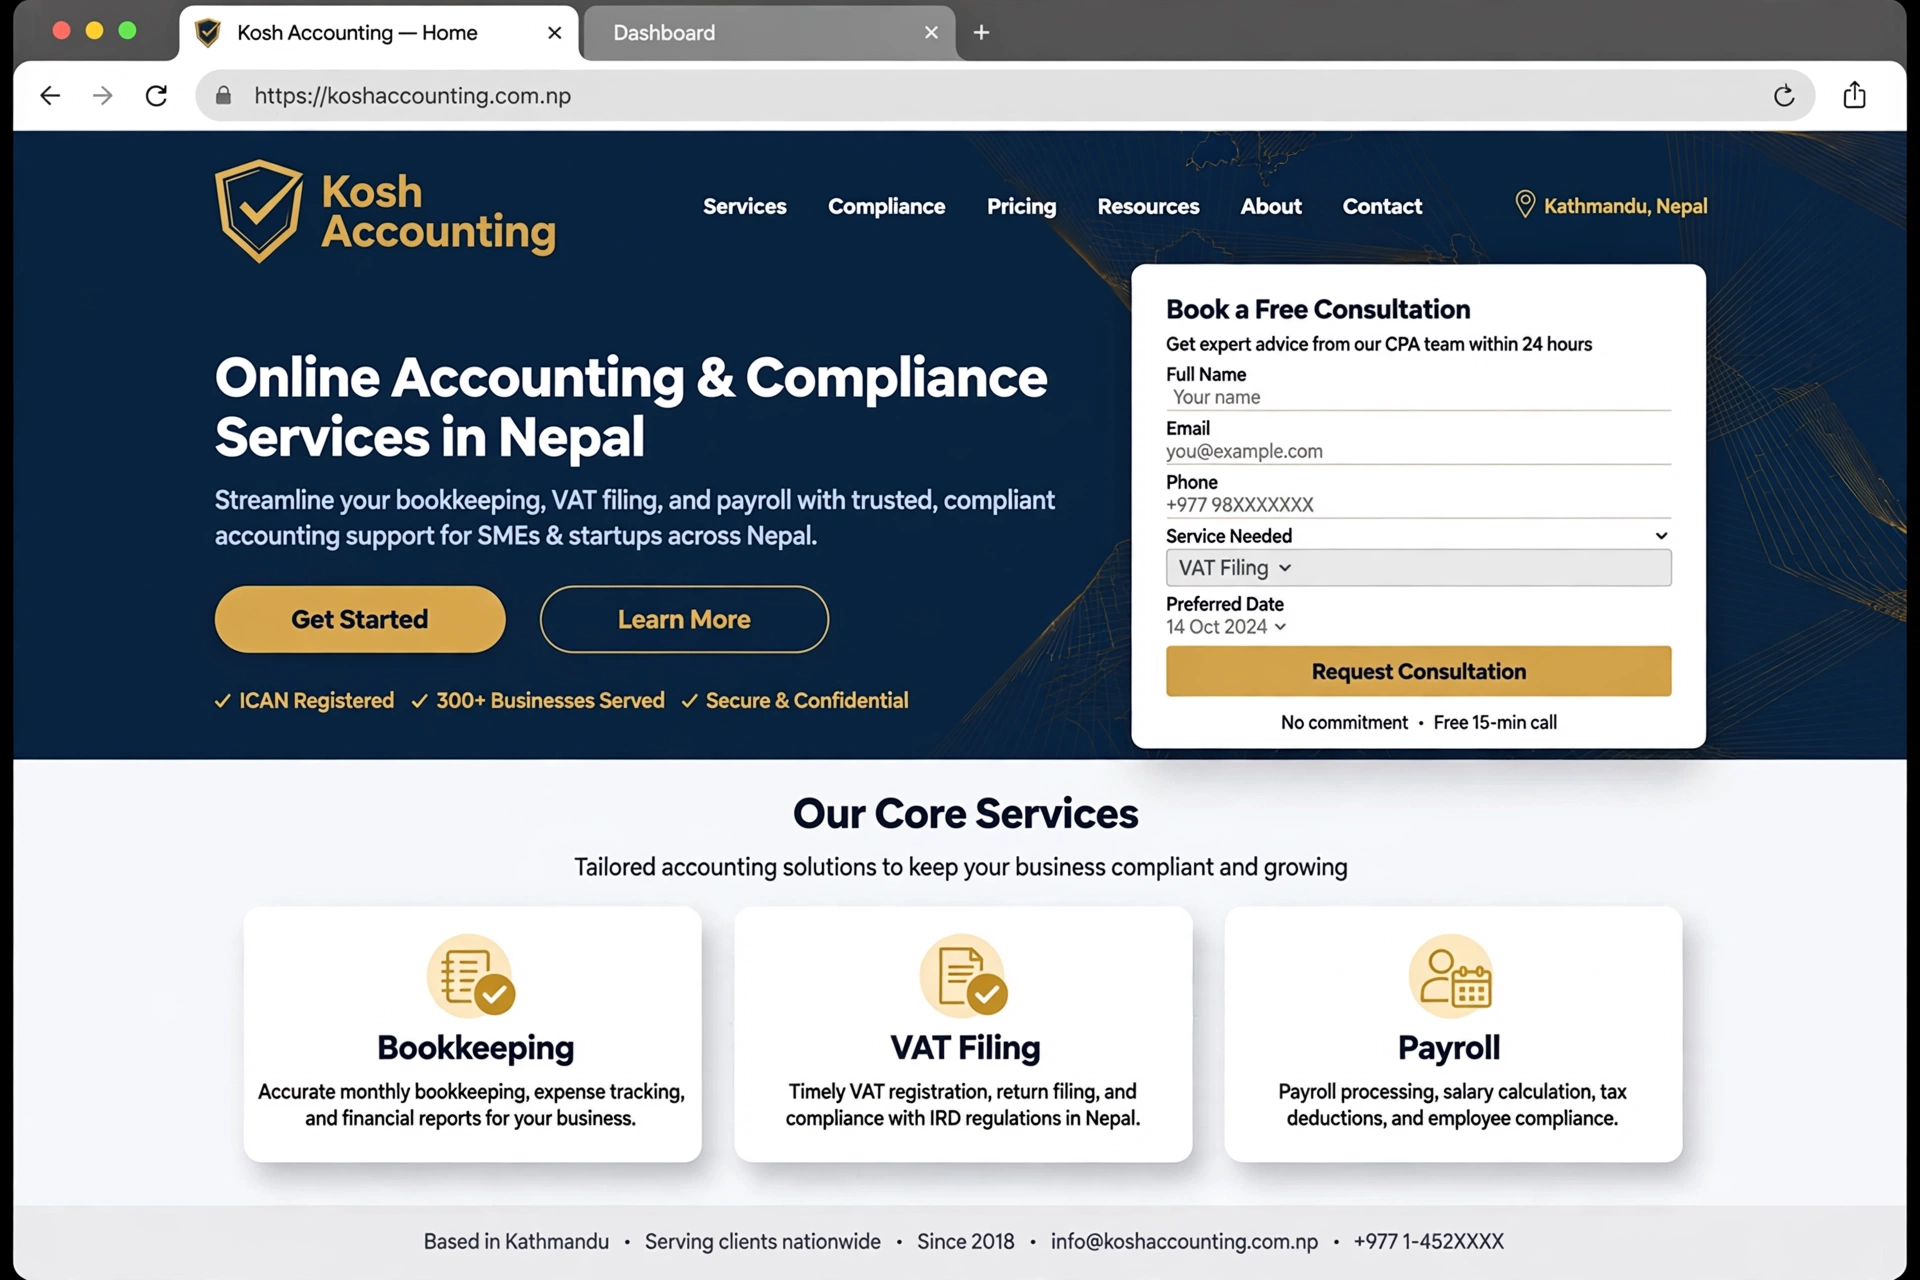 Kosh Accounting — Home
Dashboard
https://koshaccounting.com.np
Kosh
Accounting
Services
Compliance
Pricing
Resources
About
Contact
Kathmandu, Nepal
Online Accounting & Compliance
Services in Nepal
Streamline your bookkeeping, VAT filing, and payroll with trusted, compliant
accounting support for SMEs & startups across Nepal.
Get Started
Learn More
ICAN Registered
300+ Businesses Served
Secure & Confidential
Book a Free Consultation
Get expert advice from our CPA team within 24 hours
Full Name
Your name
Email
you@example.com
Phone
+977 98XXXXXXX
Service Needed
VAT Filing
Preferred Date
14 Oct 2024
Request Consultation
No commitment • Free 15-min call
Our Core Services
Tailored accounting solutions to keep your business compliant and growing
Bookkeeping
Accurate monthly bookkeeping, expense tracking,
and financial reports for your business.
VAT Filing
Timely VAT registration, return filing, and
compliance with IRD regulations in Nepal.
Payroll
Payroll processing, salary calculation, tax
deductions, and employee compliance.
Based in Kathmandu • Serving clients nationwide • Since 2018 • info@koshaccounting.com.np • +977 1-452XXXX